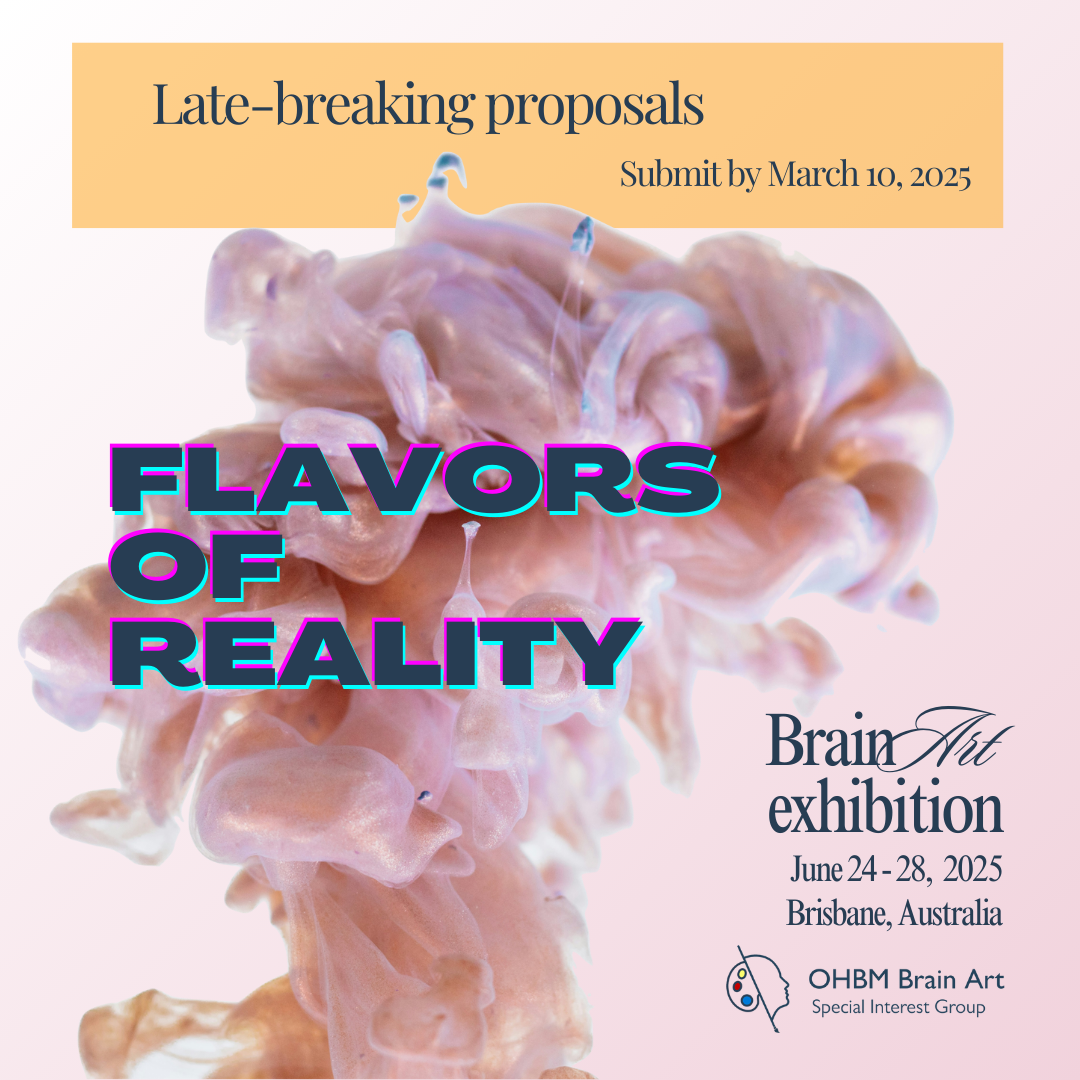 Late-breaking proposals
Submit by March 10, 2025
FLAVORS
OF
REALITY
Brain Art
exhibition
June 24 - 28, 2025
Brisbane, Australia
OHBM Brain Art
Special Interest Group